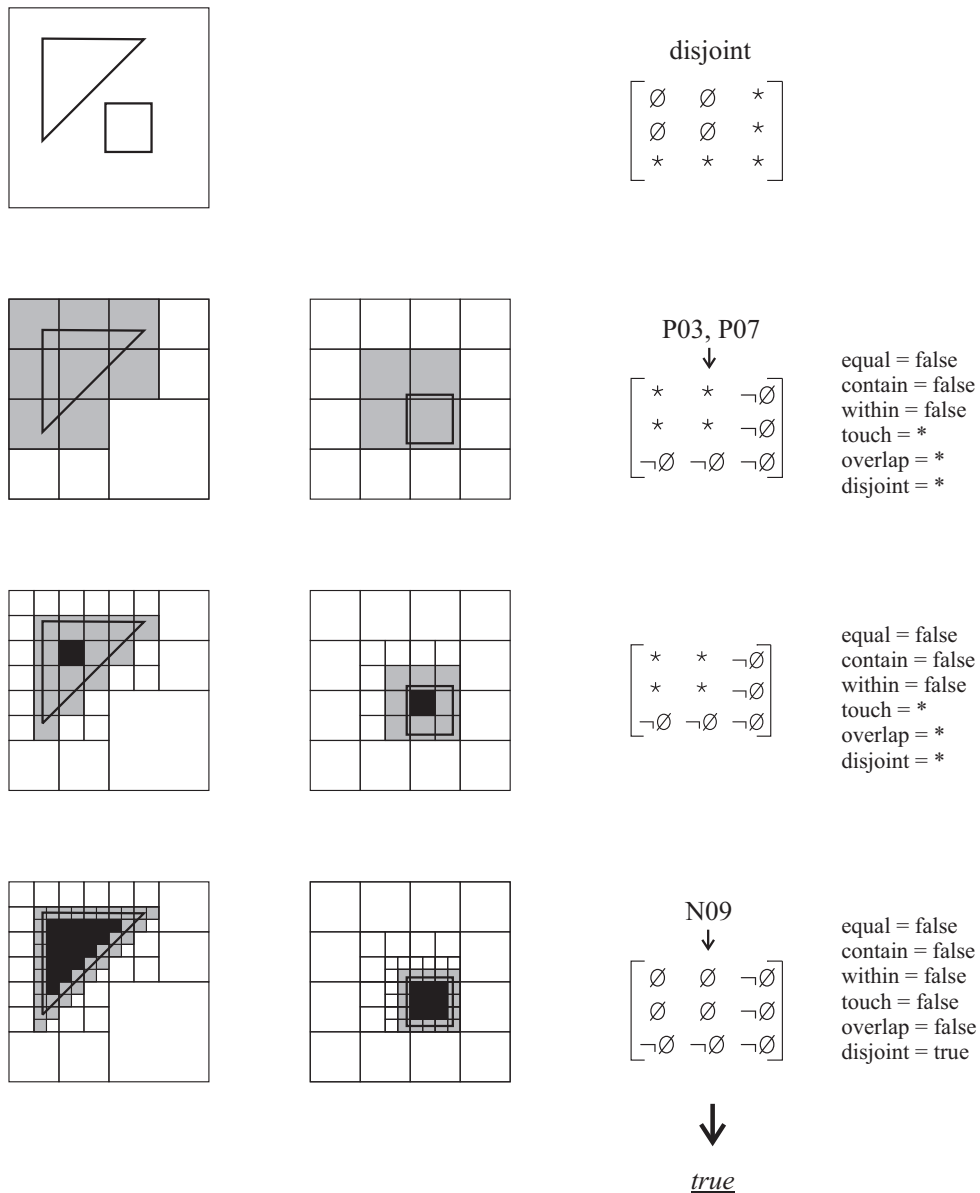 disjoint
∅ ∅ *
∅ ∅ *
* * *
P03, P07
* * ¬∅
* * ¬∅
¬∅ ¬∅ ¬∅
equal = false
contain = false
within = false
touch = *
overlap = *
disjoint = *
* * ¬∅
* * ¬∅
¬∅ ¬∅ ¬∅
equal = false
contain = false
within = false
touch = *
overlap = *
disjoint = *
N09
∅ ∅ ¬∅
∅ ∅ ¬∅
¬∅ ¬∅ ¬∅
equal = false
contain = false
within = false
touch = false
overlap = false
disjoint = true
true